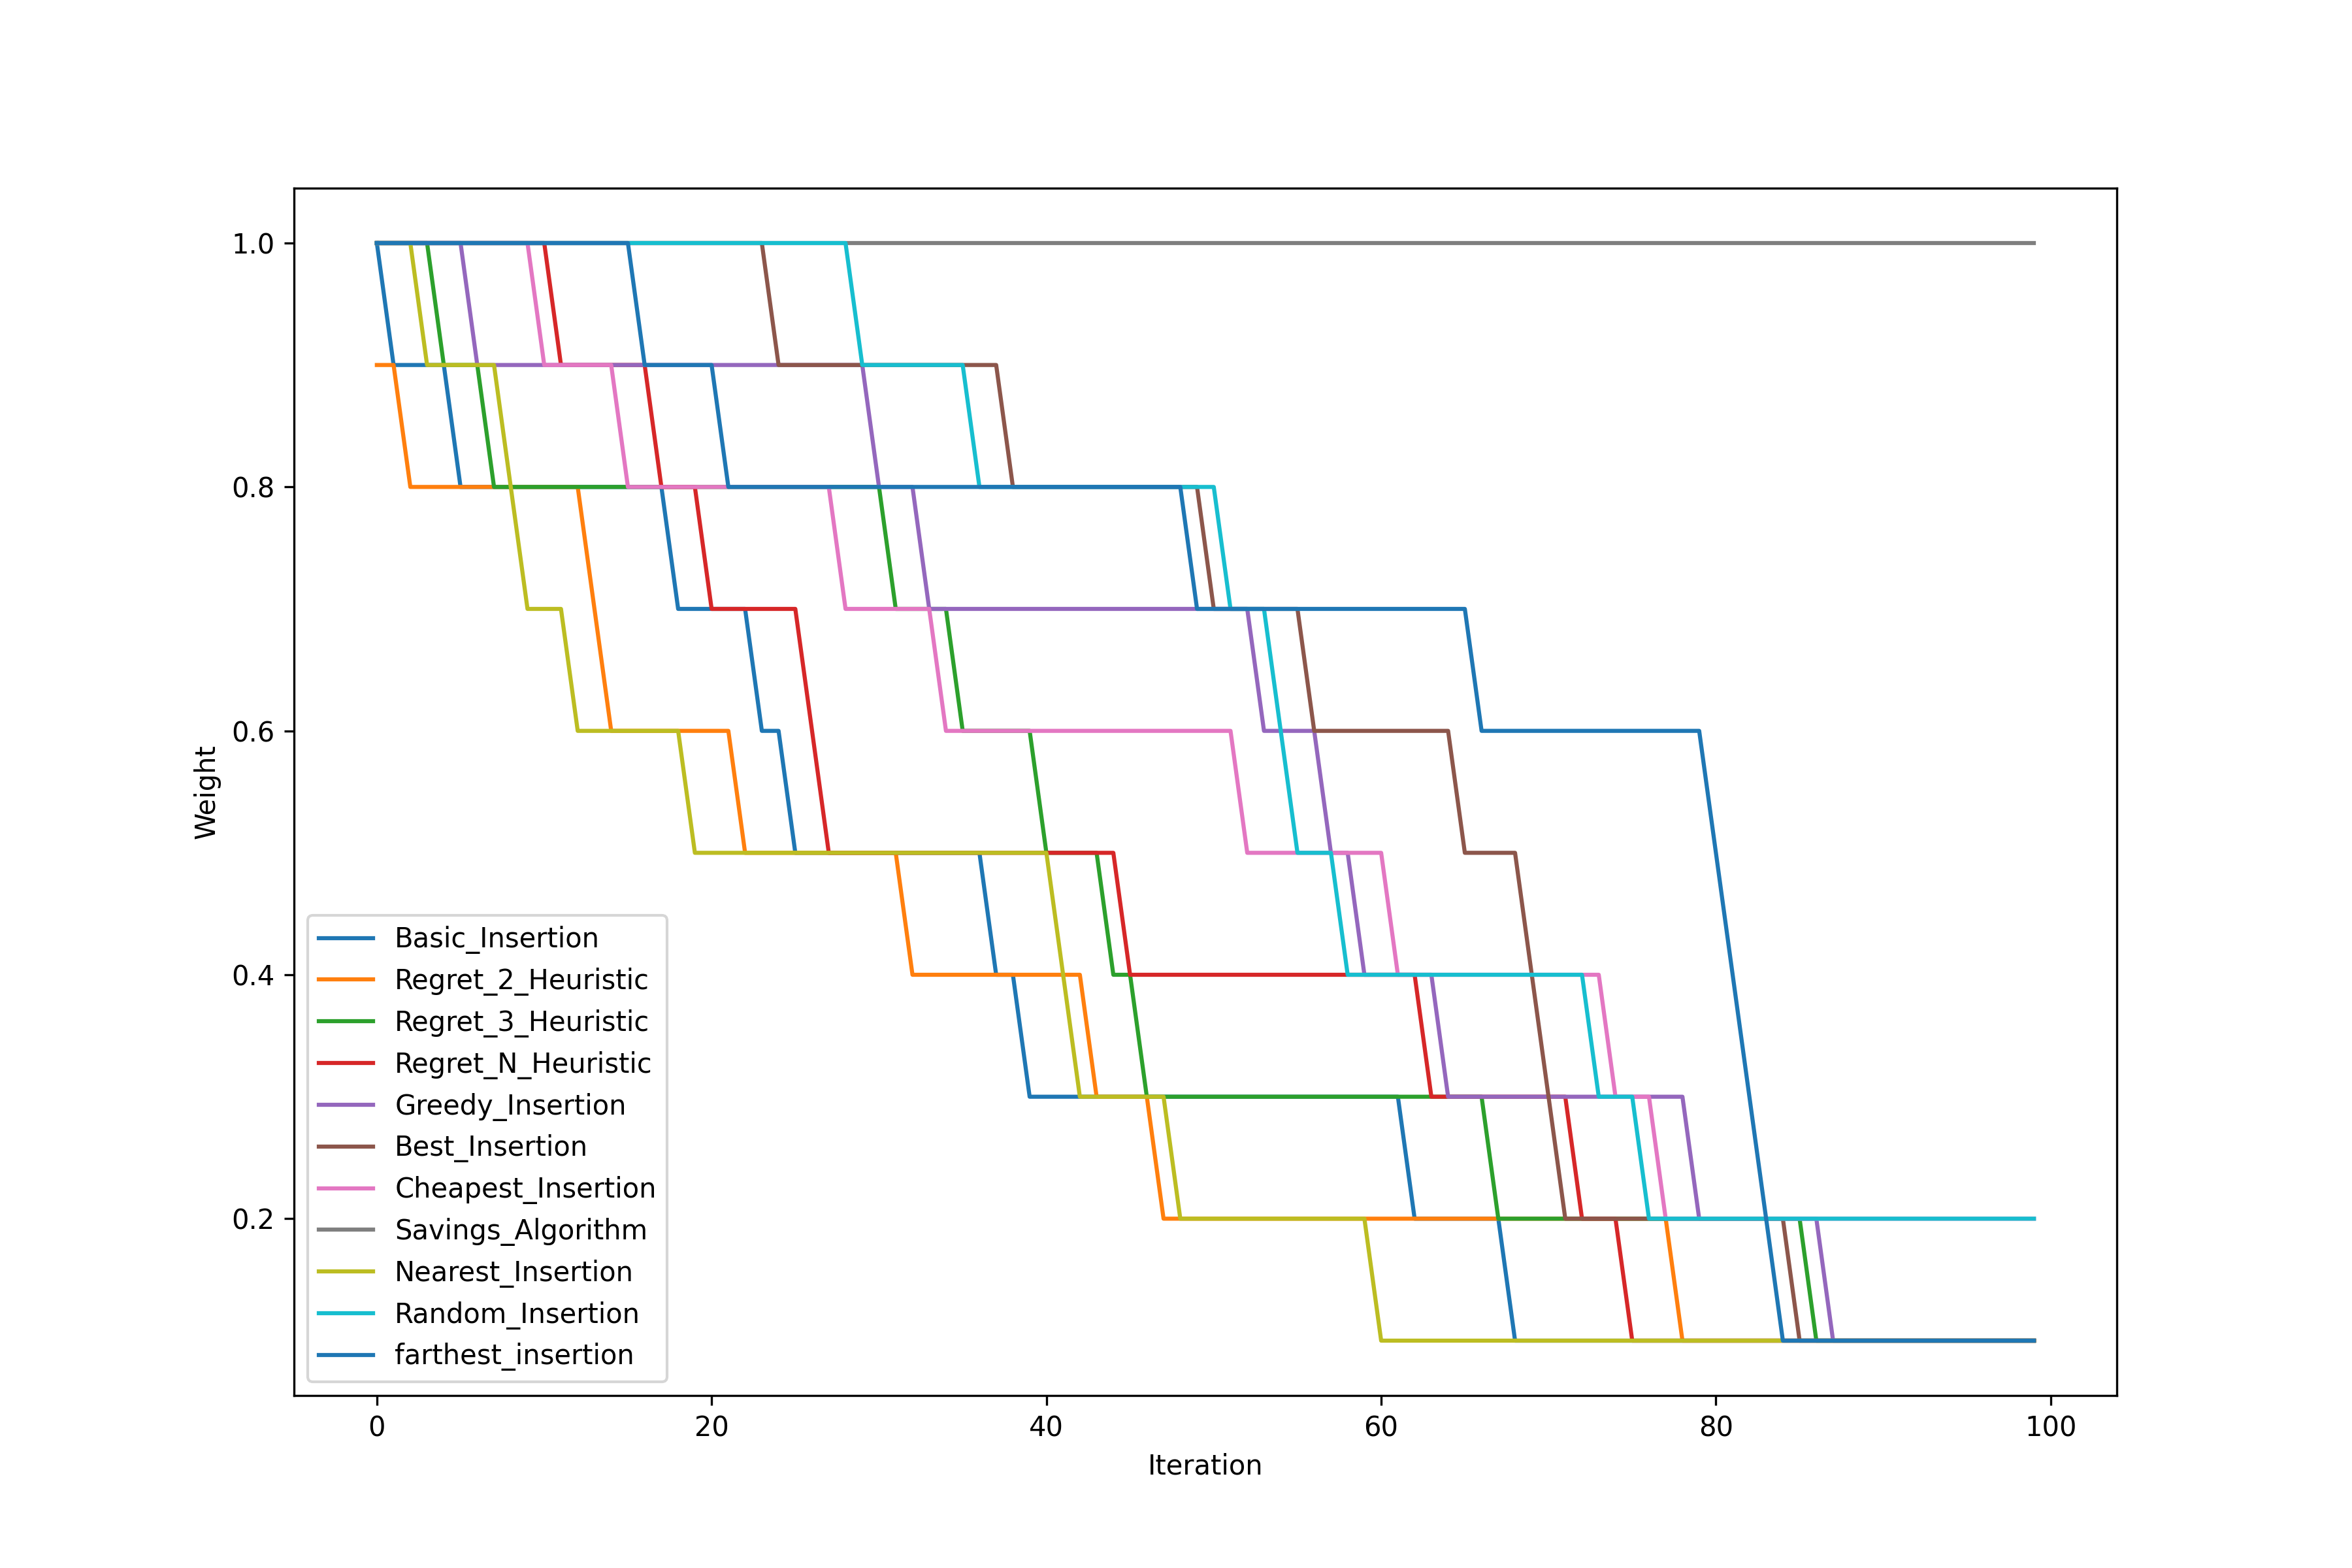 1.0
0.8
0.6
0.4
0.2
Weight
Basic_Insertion
Regret_2_Heuristic
Regret_3_Heuristic
Regret_N_Heuristic
Greedy_Insertion
Best_Insertion
Cheapest_Insertion
Savings_Algorithm
Nearest_Insertion
Random_Insertion
farthest_insertion
0 20 40 60 80 100
Iteration